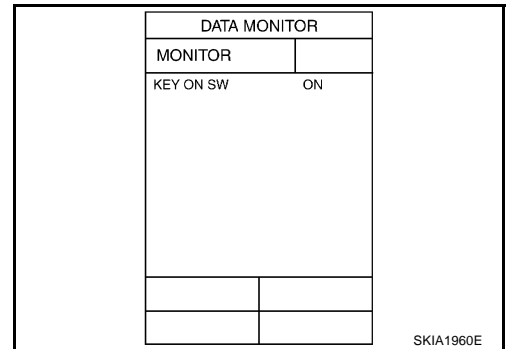 DATA MONITOR
MONITOR
KEY ON SW ON
SKIA1960E